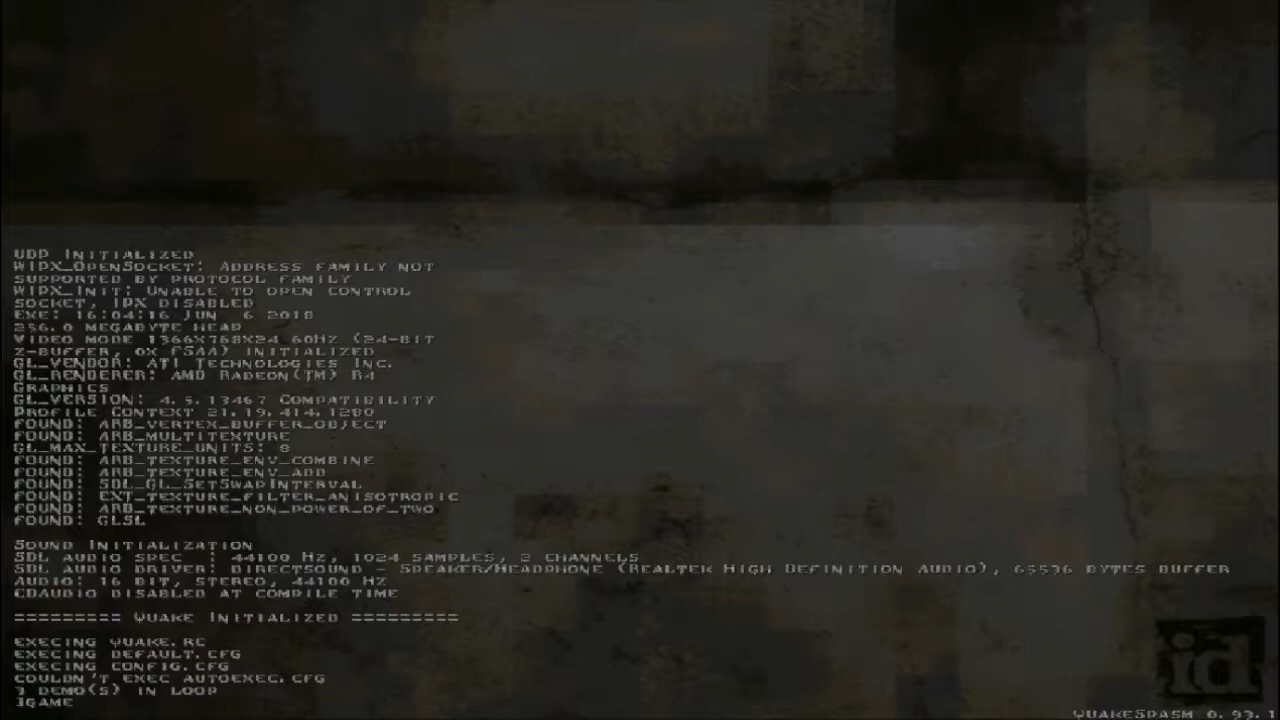 UDP Initialized
WIPX_OpenSocket: Address family not
supported by protocol family
WIPX_Init: Unable to open control
socket, IPX disabled
Exe: 16:04:16 Jun  6 2018
256.0 megabyte heap
Video mode 1366x768x24 60Hz (24-bit
z-buffer, 0x FSAA) initialized
GL_VENDOR: ATI Technologies Inc.
GL_RENDERER: AMD Radeon(TM) R4
Graphics
GL_VERSION: 4.5.13467 Compatibility
Profile Context 21.19.414.1280
FOUND: ARB_vertex_buffer_object
FOUND: ARB_multitexture
GL_MAX_TEXTURE_UNITS: 8
FOUND: ARB_texture_env_combine
FOUND: ARB_texture_env_add
FOUND: SDL_GL_SetSwapInterval
FOUND: EXT_texture_filter_anisotropic
FOUND: ARB_texture_non_power_of_two
FOUND: GLSL
Sound Initialization
SDL audio spec  : 44100 Hz, 1024 samples, 2 channels
SDL audio driver: directsound - Speaker/Headphone (Realtek High Definition Audio), 65536 bytes buffer
Audio: 16 bit, stereo, 44100 Hz
CDAudio disabled at compile time
========= Quake Initialized =========
execing quake.rc
execing default.cfg
execing config.cfg
couldn't exec autoexec.cfg
3 demo(s) in loop
]game
id
QuakeSpasm 0.93.1